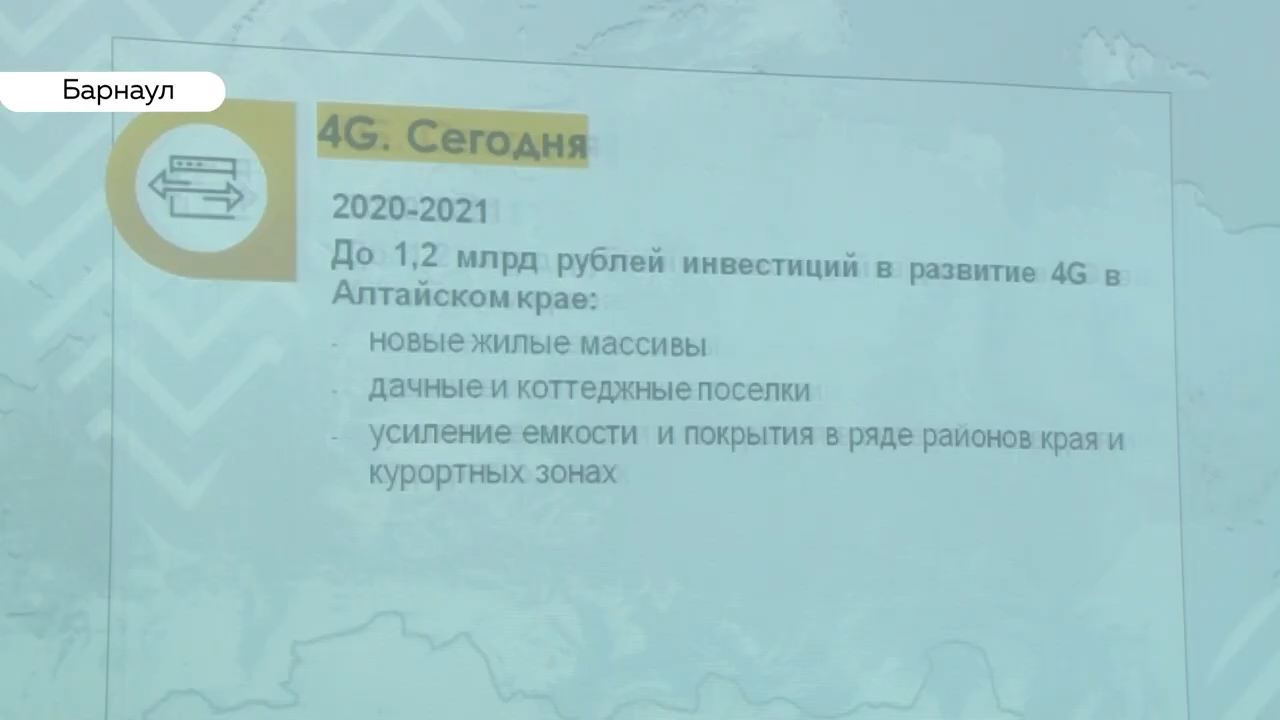 Барнаул
4G. Сегодня
2020-2021
До 1,2 млрд рублей инвестиций в развитие 4G в
Алтайском крае:
- новые жилые массивы
- дачные и коттеджные поселки
- усиление емкости и покрытия в ряде районов края и
курортных зонах